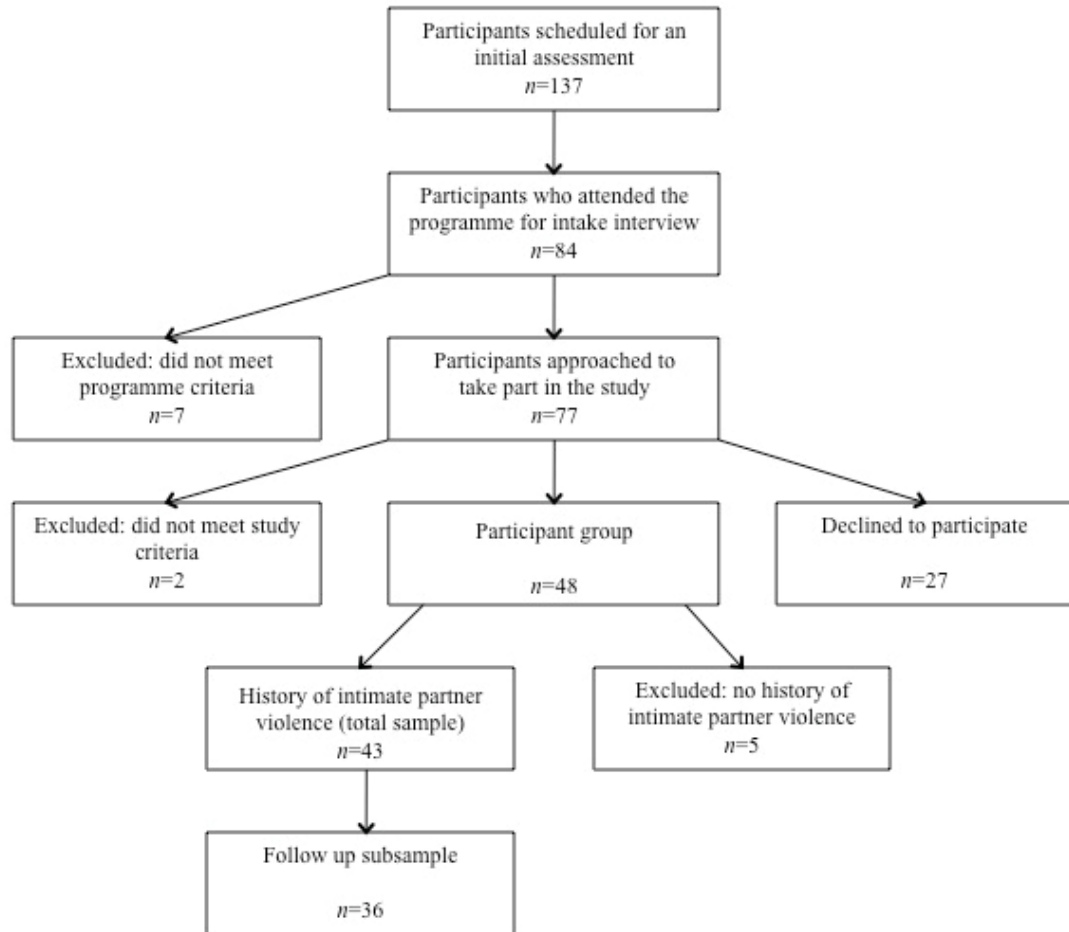 Participants scheduled for an
initial assessment
n=137
Participants who attended the
programme for intake interview
n=84
Excluded: did not meet
programme criteria
n=7
Participants approached to
take part in the study
n=77
Excluded: did not meet study
criteria
n=2
Participant group
n=48
Declined to participate
n=27
History of intimate partner
violence (total sample)
n=43
Excluded: no history of
intimate partner violence
n=5
Follow up subsample
n=36